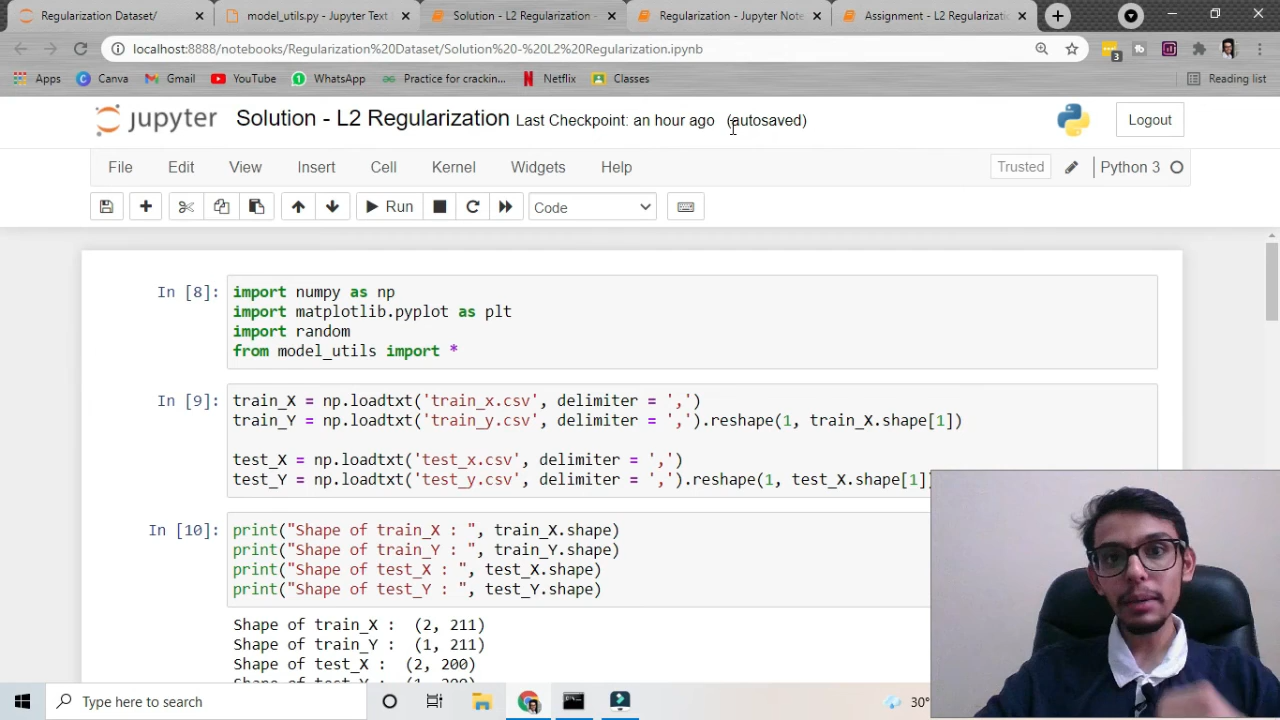 Regularization Dataset/
model_utils.py - Jupyter Text
Solution - L2 Regularization -
Regularization - Jupyter Note
Assignment - L2 Regularizati
localhost:8888/notebooks/Regularization%20Dataset/Solution%20-%20L2%20Regularization.ipynb
3
Apps
Canva
Gmail
YouTube
WhatsApp
Practice for crackin...
Netflix
Classes
Reading list
jupyter
Solution - L2 Regularization Last Checkpoint: an hour ago (autosaved)
Logout
File Edit View Insert Cell Kernel Widgets Help
Trusted
Python 3
Run
Code
In [8]:
import numpy as np
import matplotlib.pyplot as plt
import random
from model_utils import *
In [9]:
train_X = np.loadtxt('train_x.csv', delimiter = ',')
train_Y = np.loadtxt('train_y.csv', delimiter = ',').reshape(1, train_X.shape[1])
test_X = np.loadtxt('test_x.csv', delimiter = ',')
test_Y = np.loadtxt('test_y.csv', delimiter = ',').reshape(1, test_X.shape[1]
In [10]:
print("Shape of train_X : ", train_X.shape)
print("Shape of train_Y : ", train_Y.shape)
print("Shape of test_X : ", test_X.shape)
print("Shape of test_Y : ", test_Y.shape)
Shape of train_X : (2, 211)
Shape of train_Y : (1, 211)
Shape of test_X : (2, 200)
Type here to search
30°